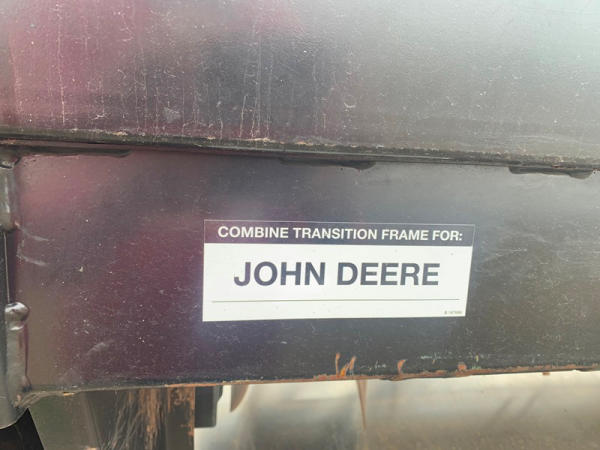 COMBINE TRANSITION FRAME FOR:
JOHN DEERE